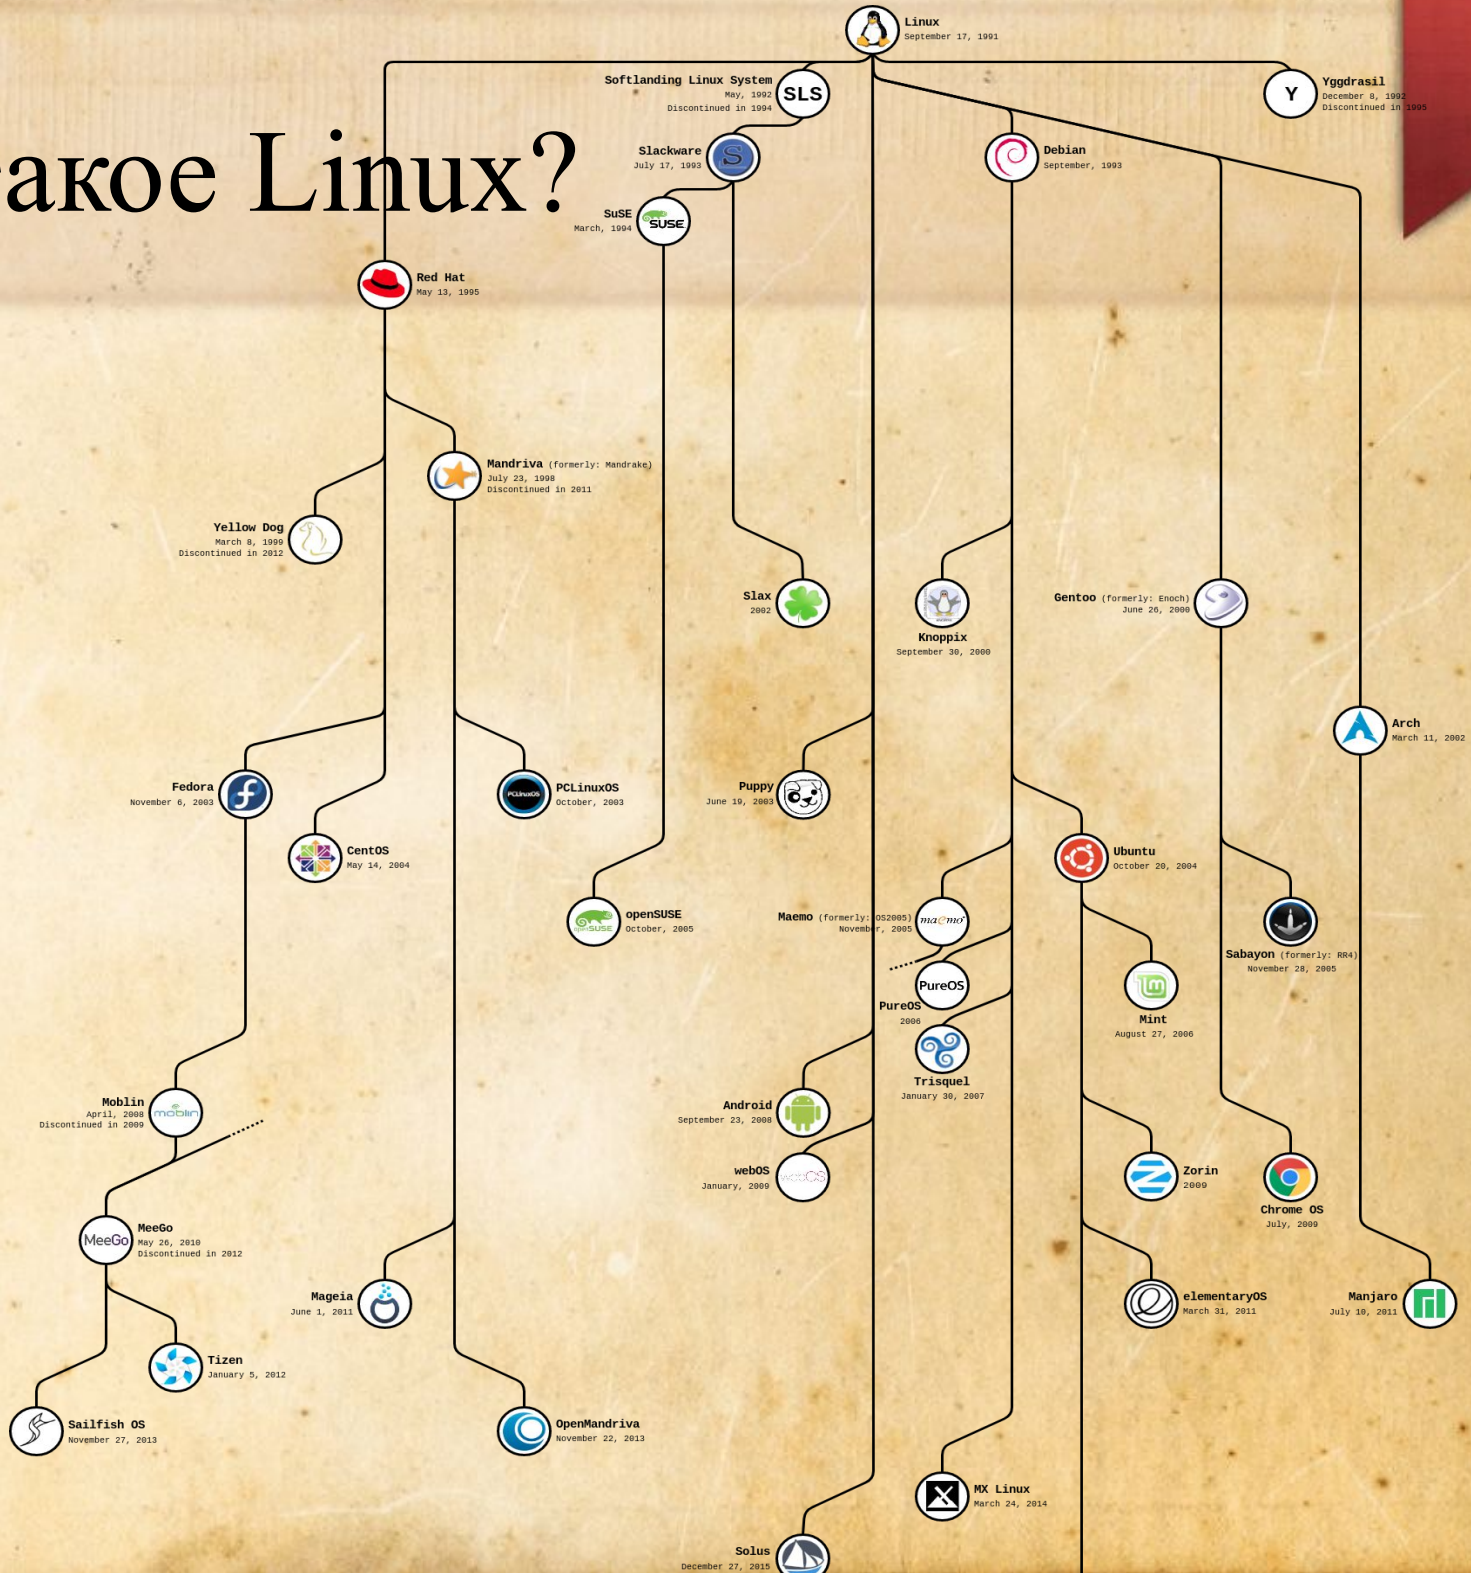 Linux
September 17, 1991
Softlanding Linux System
May, 1992
Discontinued in 1994
SLS
Y
Yggdrasil
December 8, 1992
Discontinued in 1995
такое Linux?
Slackware
July 17, 1993
S
Debian
September, 1993
SuSE
March, 1994
SUSE
Red Hat
May 13, 1995
Mandriva (formerly: Mandrake)
July 23, 1998
Discontinued in 2011
Yellow Dog
March 8, 1999
Discontinued in 2012
Slax
2002
Knoppix
September 30, 2000
Gentoo (formerly: Enoch)
June 26, 2000
Arch
March 11, 2002
Fedora
November 6, 2003
PCLinuxOS
PCLinuxOS
October, 2003
Puppy
June 19, 2003
CentOS
May 14, 2004
Ubuntu
October 20, 2004
openSUSE
openSUSE
October, 2005
Maemo (formerly: OS2005)
November, 2005
maemo
Sabayon (formerly: RR4)
November 28, 2005
PureOS
PureOS
2006
Mint
August 27, 2006
Trisquel
January 30, 2007
Moblin
April, 2008
Discontinued in 2009
moblin
Android
September 23, 2008
webOS
January, 2009
webOS
Zorin
2009
Chrome OS
July, 2009
MeeGo
MeeGo
May 26, 2010
Discontinued in 2012
Mageia
June 1, 2011
elementaryOS
March 31, 2011
Manjaro
July 10, 2011
Tizen
January 5, 2012
Sailfish OS
November 27, 2013
OpenMandriva
November 22, 2013
MX Linux
March 24, 2014
Solus
December 27, 2015